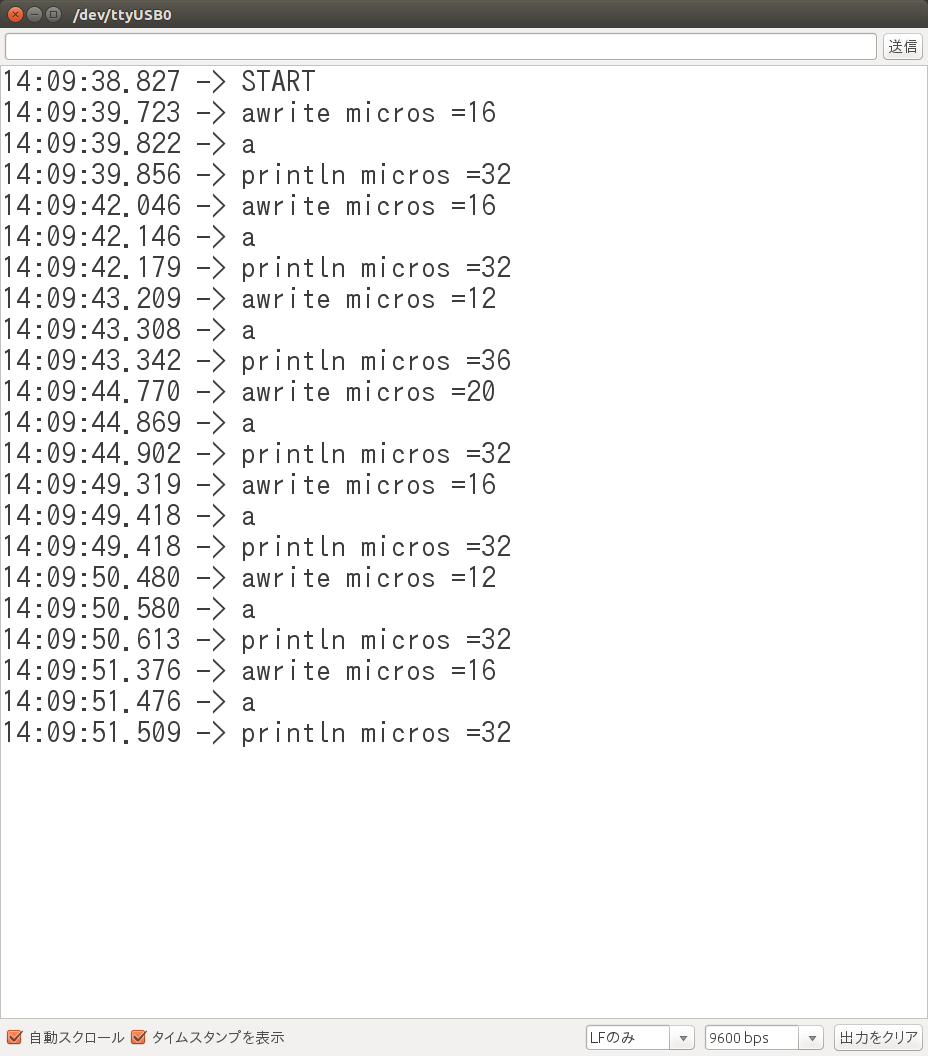 /dev/ttyUSB0
送信
14:09:38.827 -> START
14:09:39.723 -> awrite micros =16
14:09:39.822 -> a
14:09:39.856 -> println micros =32
14:09:42.046 -> awrite micros =16
14:09:42.146 -> a
14:09:42.179 -> println micros =32
14:09:43.209 -> awrite micros =12
14:09:43.308 -> a
14:09:43.342 -> println micros =36
14:09:44.770 -> awrite micros =20
14:09:44.869 -> a
14:09:44.902 -> println micros =32
14:09:49.319 -> awrite micros =16
14:09:49.418 -> a
14:09:49.418 -> println micros =32
14:09:50.480 -> awrite micros =12
14:09:50.580 -> a
14:09:50.613 -> println micros =32
14:09:51.376 -> awrite micros =16
14:09:51.476 -> a
14:09:51.509 -> println micros =32
自動スクロール タイムスタンプを表示 LFのみ 9600 bps 出力をクリア